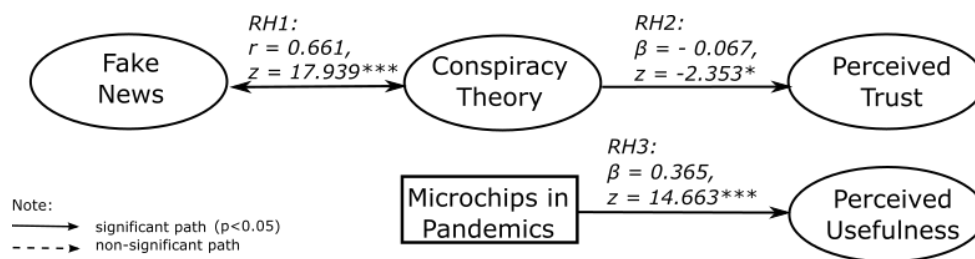 RH1:
r = 0.661,
z = 17.939***
RH2:
β = - 0.067,
z = -2.353*
Fake
News
Conspiracy
Theory
Perceived
Trust
RH3:
β = 0.365,
z = 14.663***
Microchips in
Pandemics
Perceived
Usefulness
Note:
significant path (p<0.05)
non-significant path